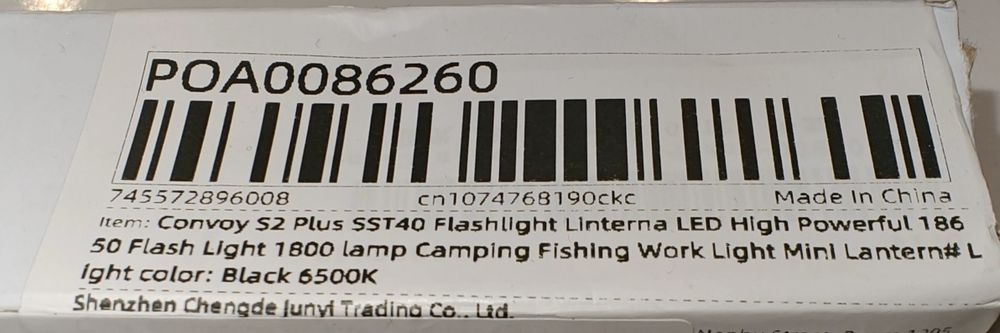 POA0086260
745572896008 cn1074768190ckc Made In China
Item: Convoy S2 Plus SST40 Flashlight Linterna LED High Powerful 186
50 Flash Light 1800 lamp Camping Fishing Work Light Mini Lantern# L
ight color: Black 6500K
Shenzhen Chengde Junyi Trading Co., Ltd.